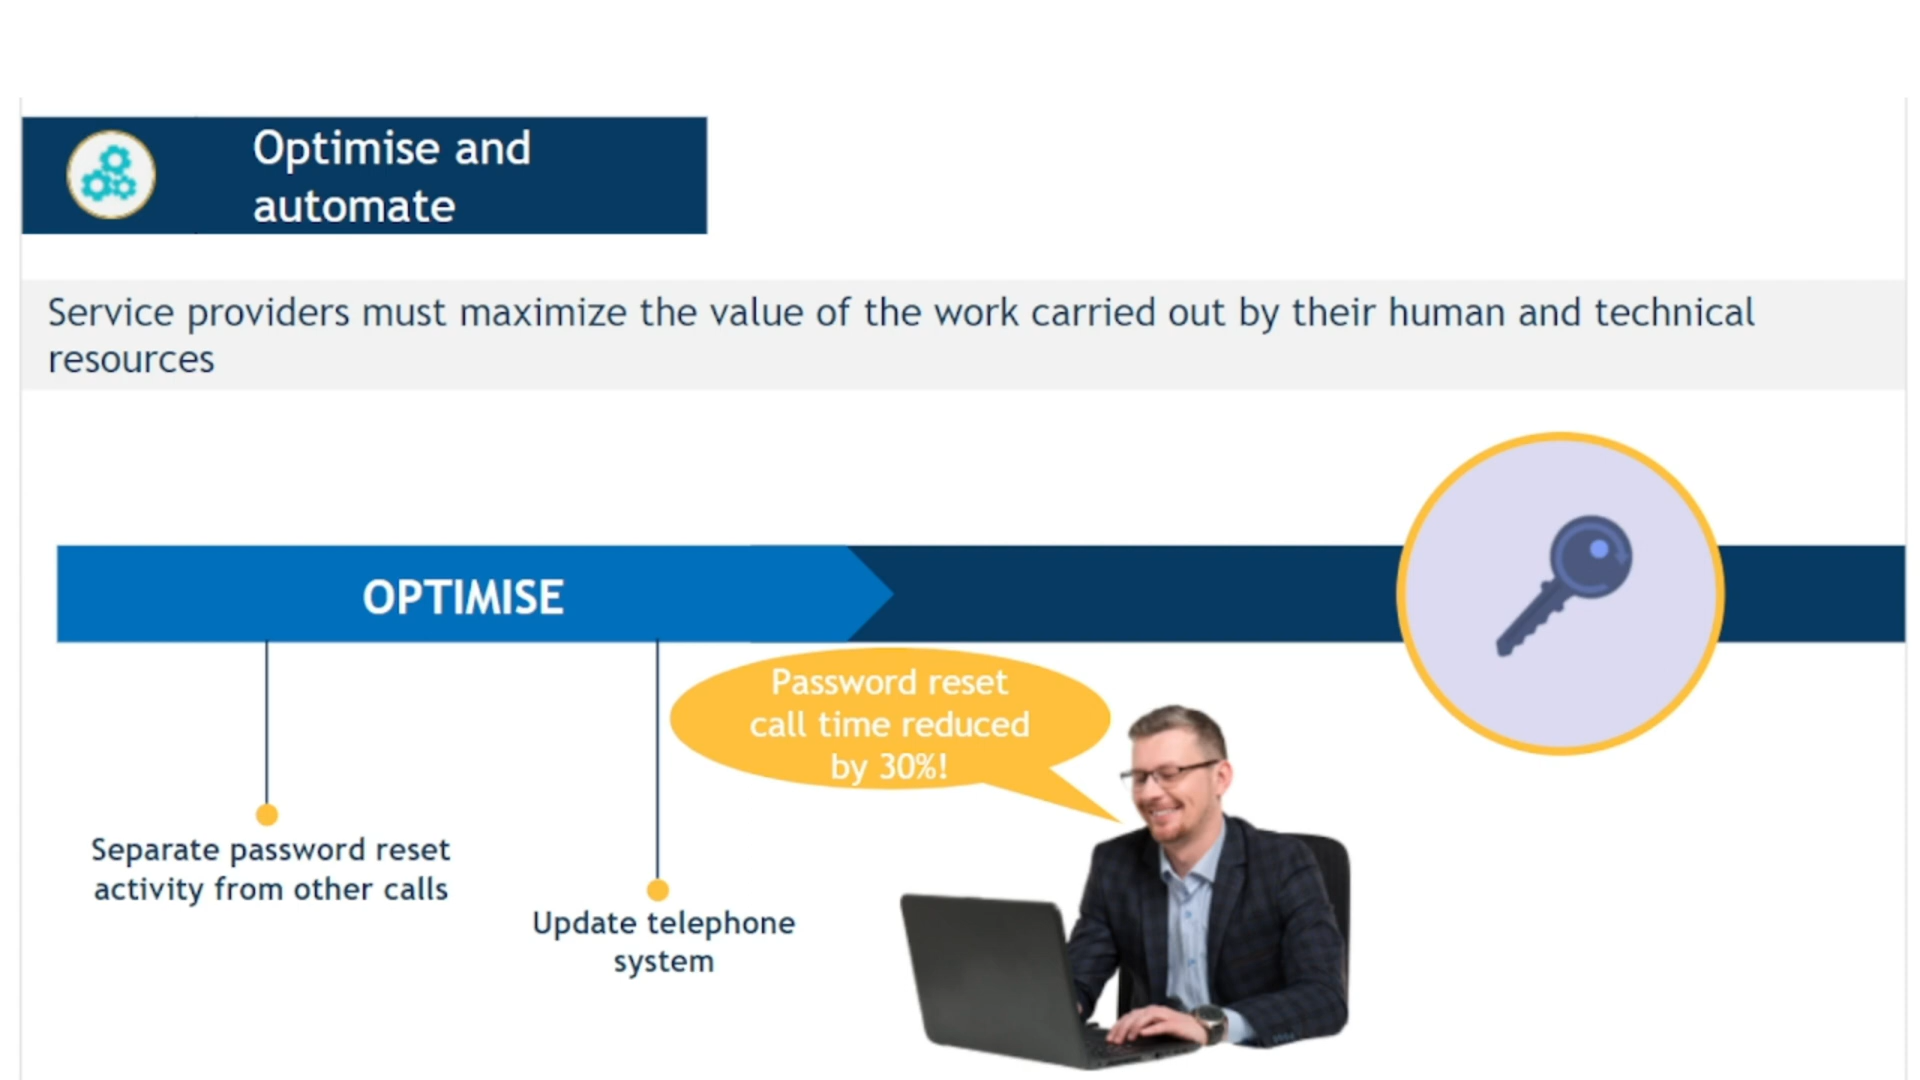 Optimise and
automate
Service providers must maximize the value of the work carried out by their human and technical
resources
OPTIMISE
Password reset
call time reduced
by 30%!
Separate password reset
activity from other calls
Update telephone
system